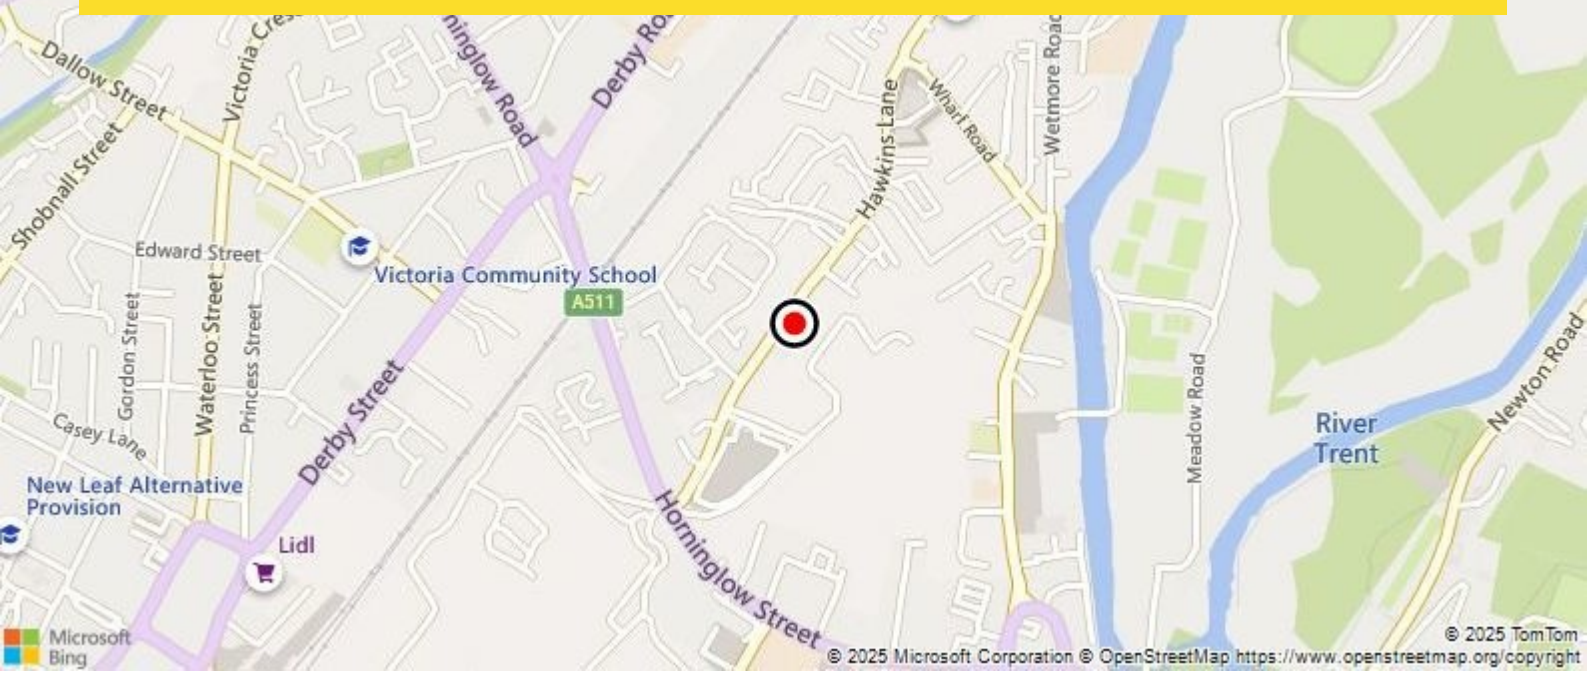 Dallow Street
Victoria Cres
Horninglow Road
Derby Roa
Hawkins Lane
Wharf Road
Wetmore Road
Shobnall Street
Edward Street
Victoria Community School
A511
Gordon Street
Waterloo Street
Princess Street
Derby Street
Casey Lane
Meadow Road
Newton Road
River
Trent
New Leaf Alternative
Provision
Lidl
Horninglow Street
Microsoft
Bing
© 2025 TomTom
© 2025 Microsoft Corporation © OpenStreetMap https://www.openstreetmap.org/copyright